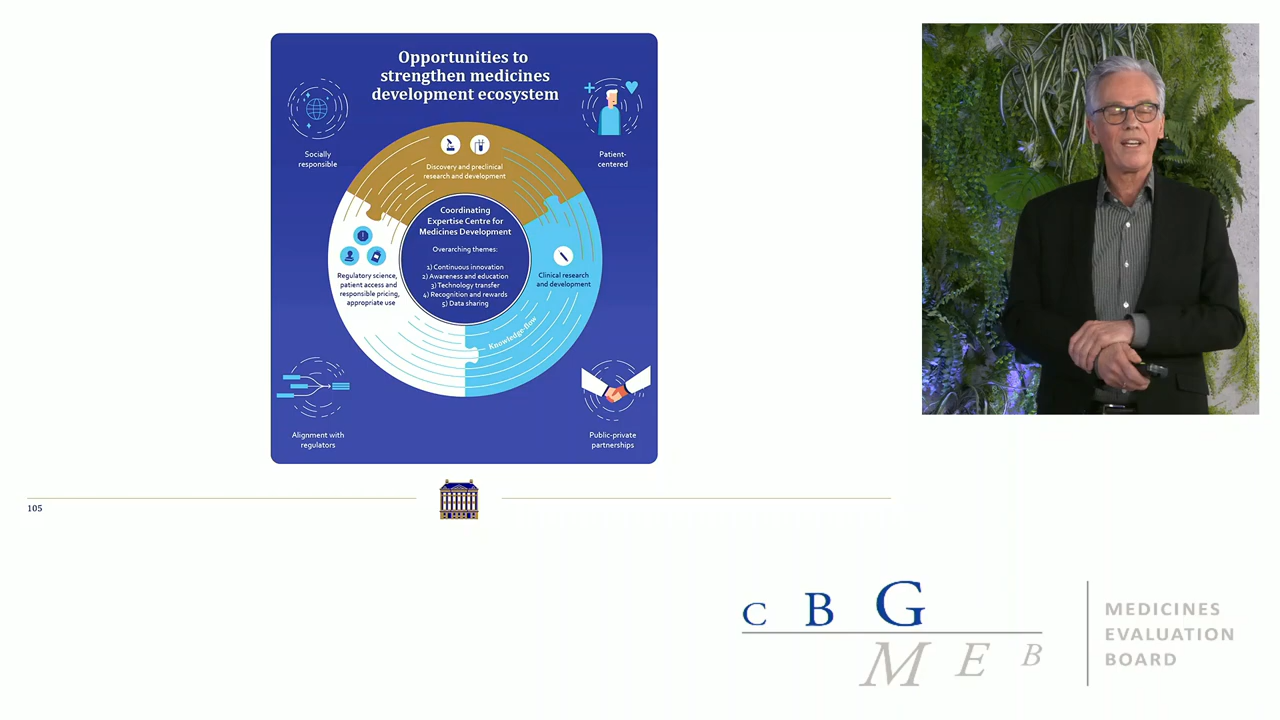 Opportunities to
strengthen medicines
development ecosystem
Socially
responsible
Patient-
centered
Discovery and preclinical
research and development
Coordinating
Expertise Centre for
Medicines Development
Overarching themes:
1) Continuous innovation
2) Awareness and education
3) Technology transfer
4) Recognition and rewards
5) Data sharing
Regulatory science,
patient access and
responsible pricing,
appropriate use
Clinical research
and development
Knowledge-flow
Alignment with
regulators
Public-private
partnerships
105
C B G
M E B
MEDICINES
EVALUATION
BOARD